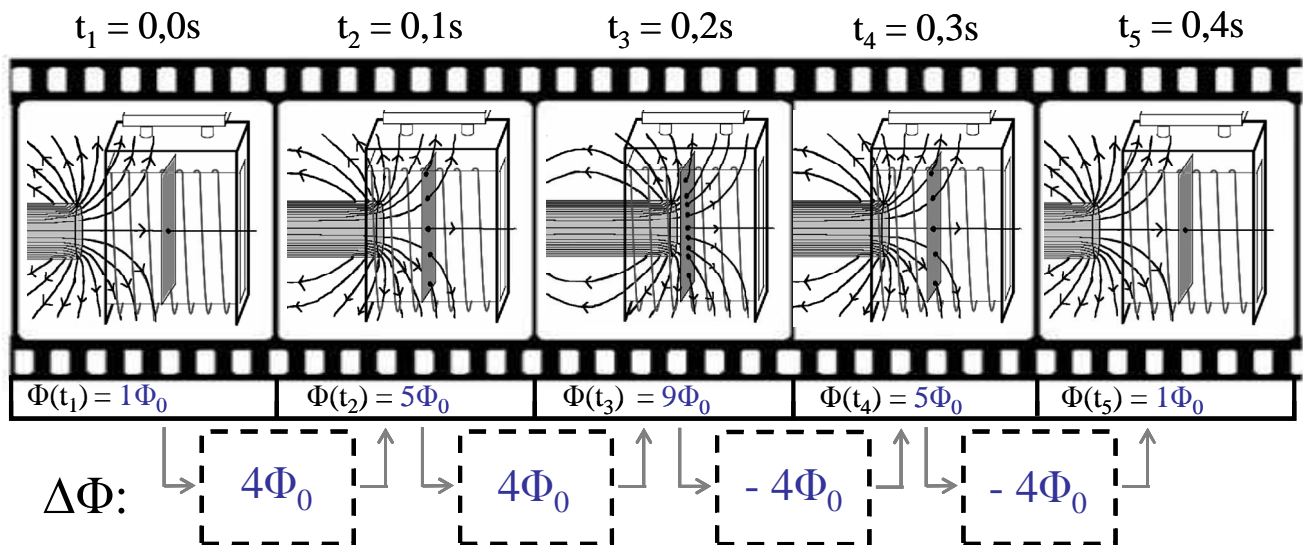 t₁ = 0,0s t₂ = 0,1s t₃ = 0,2s t₄ = 0,3s t₅ = 0,4s
Φ(t₁) = 1Φ₀ Φ(t₂) = 5Φ₀ Φ(t₃) = 9Φ₀ Φ(t₄) = 5Φ₀ Φ(t₅) = 1Φ₀
ΔΦ: 4Φ₀ 4Φ₀ - 4Φ₀ - 4Φ₀